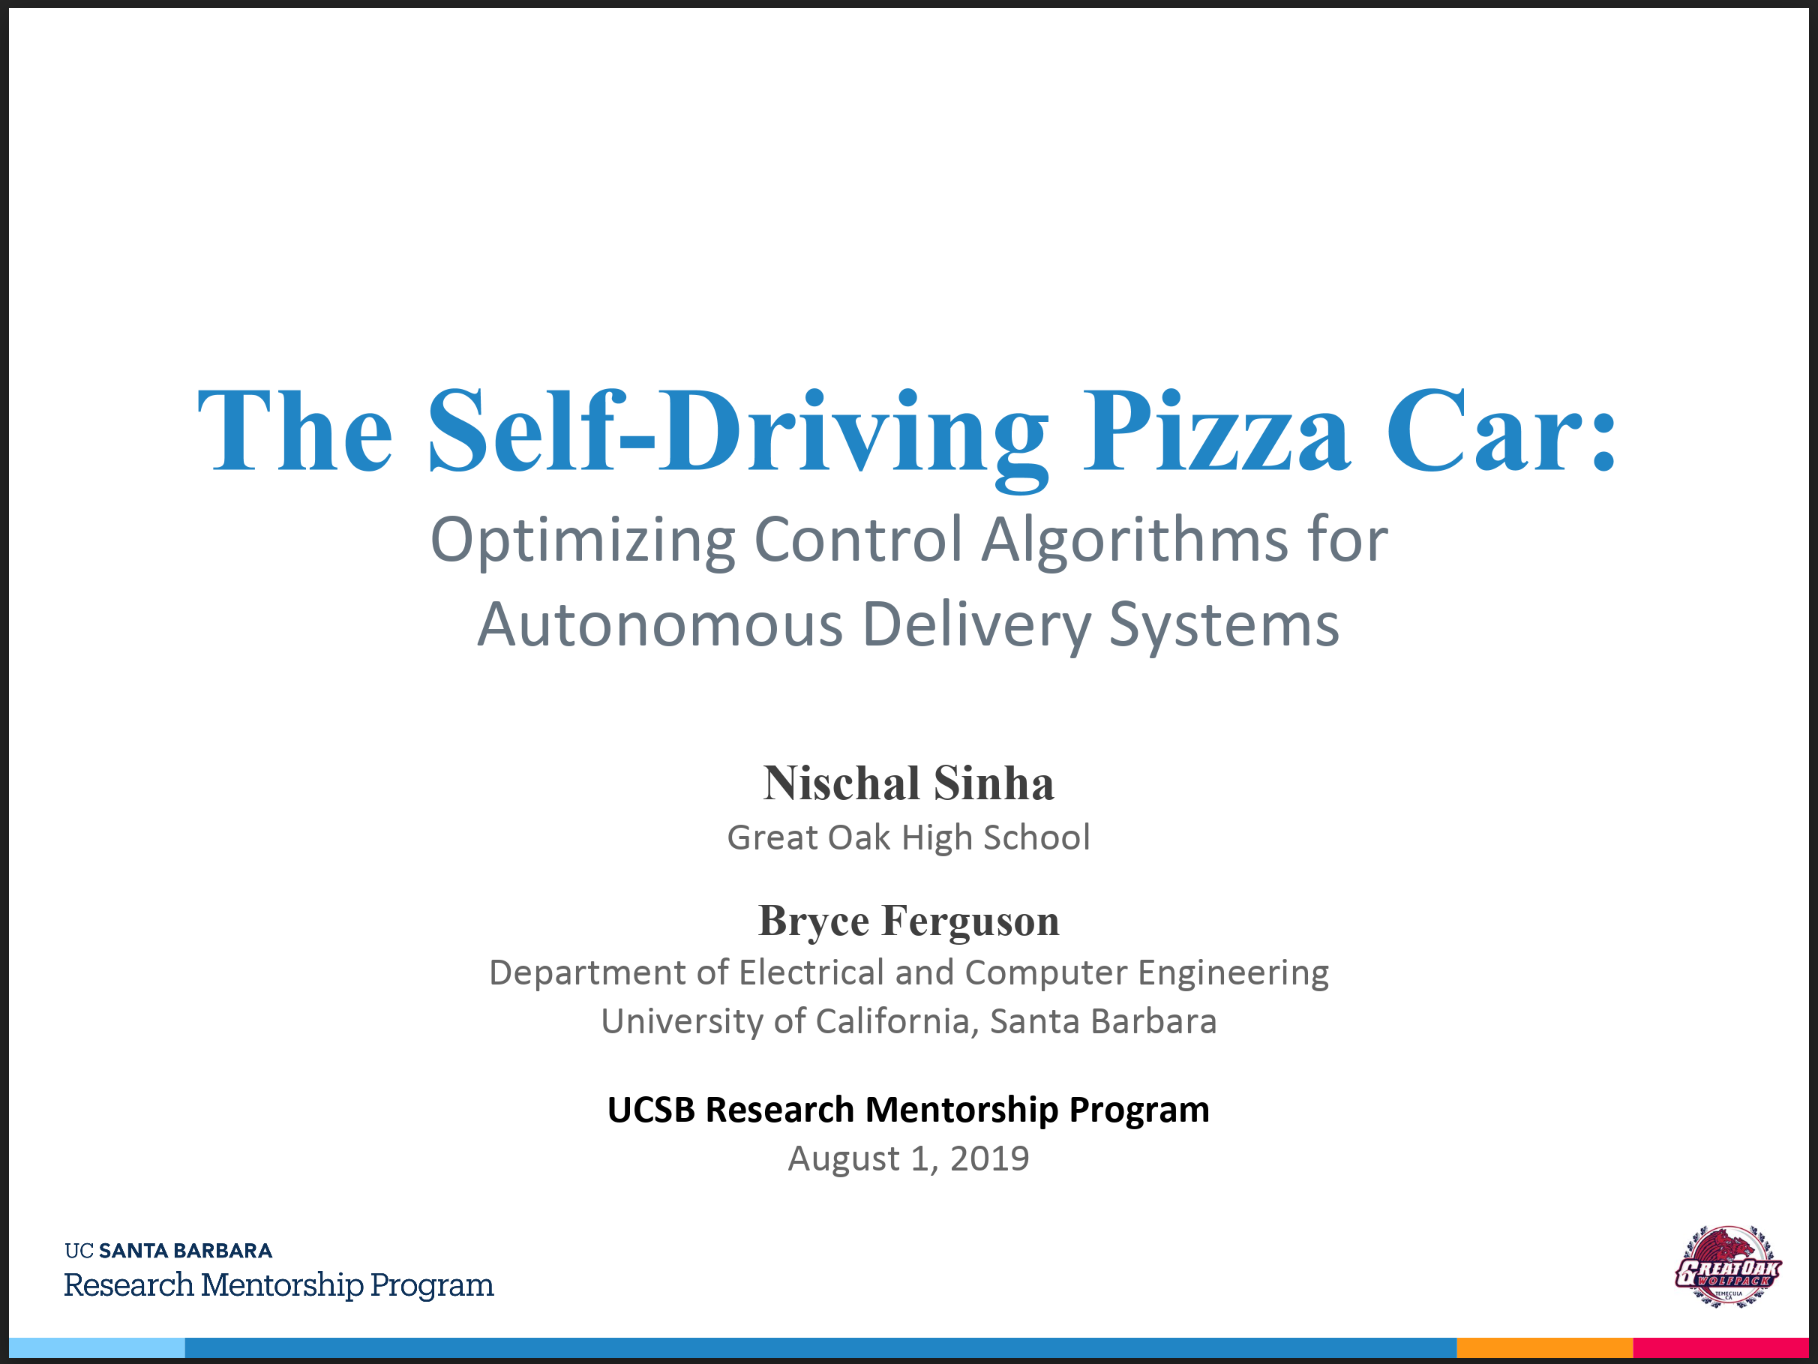 The Self-Driving Pizza Car:
Optimizing Control Algorithms for
Autonomous Delivery Systems
Nischal Sinha
Great Oak High School
Bryce Ferguson
Department of Electrical and Computer Engineering
University of California, Santa Barbara
UCSB Research Mentorship Program
August 1, 2019
UC SANTA BARBARA
Research Mentorship Program
GREAT OAK
WOLFPACK
TEMECULA
CA